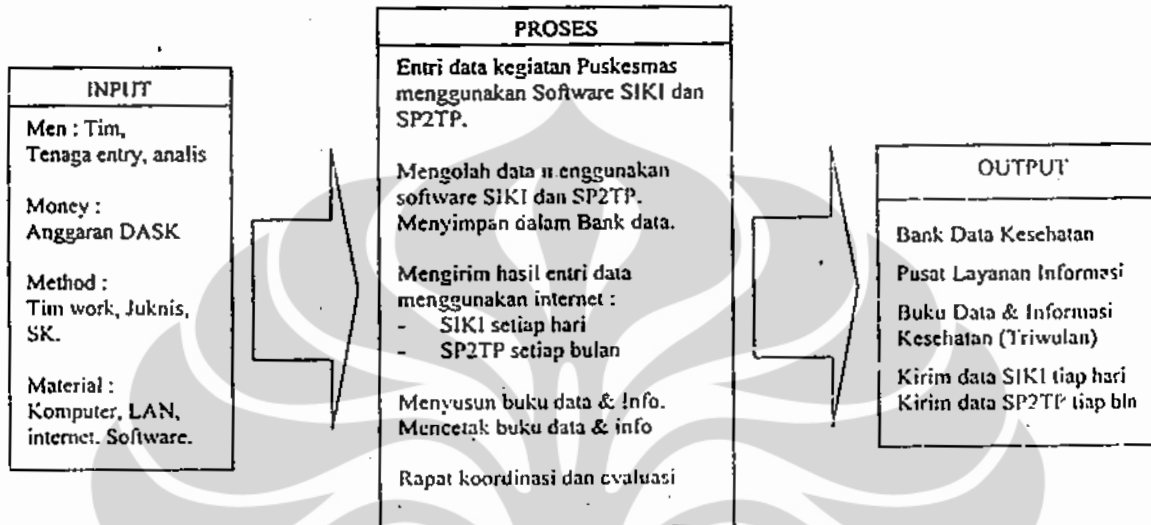 INPUT
Men : Tim,
Tenaga entry, analis
Money :
Anggaran DASK
Method :
Tim work, Juknis,
SK.
Material :
Komputer, LAN,
internet. Software.
PROSES
Entri data kegiatan Puskesmas
menggunakan Software SIKI dan
SP2TP.
Mengolah data menggunakan
software SIKI dan SP2TP.
Menyimpan dalam Bank data.
Mengirim hasil entri data
menggunakan internet :
- SIKI setiap hari
- SP2TP setiap bulan
Menyusun buku data & Info.
Mencetak buku data & info
Rapat koordinasi dan evaluasi
OUTPUT
Bank Data Kesehatan
Pusat Layanan Informasi
Buku Data & Informasi
Kesehatan (Triwulan)
Kirim data SIKI tiap hari
Kirim data SP2TP tiap bln